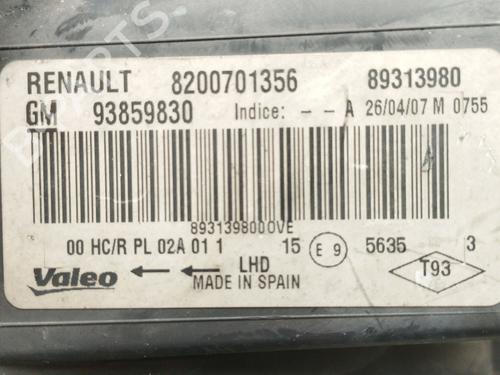 RENAULT 8200701356 89313980
GM 93859830 Indice: - - A 26/04/07 M 0755
89313980OOVE
00 HC/R PL 02A 01 1 15 E 9 5635 3
Valeo LHD T93
MADE IN SPAIN